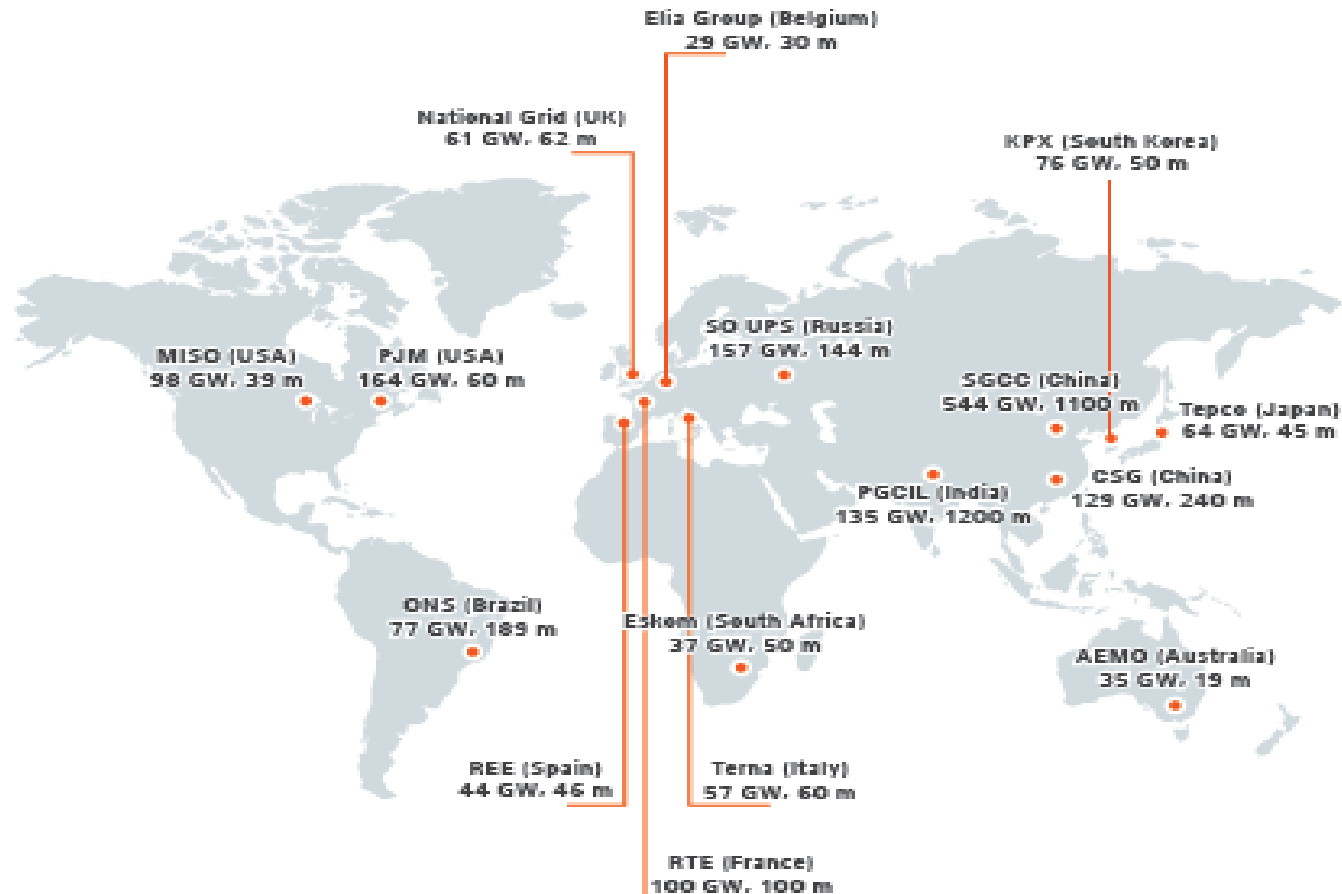 Elia Group (Belgium)
29 GW, 30 m
National Grid (UK)
61 GW, 62 m
KPX (South Korea)
76 GW, 50 m
SO UPS (Russia)
157 GW, 144 m
MISO (USA)
98 GW, 39 m
PJM (USA)
164 GW, 60 m
SGCC (China)
544 GW, 1100 m
Tepco (Japan)
64 GW, 45 m
CSG (China)
129 GW, 240 m
PGCIL (India)
135 GW, 1200 m
ONS (Brazil)
77 GW, 189 m
Eskom (South Africa)
37 GW, 50 m
AEMO (Australia)
35 GW, 19 m
REE (Spain)
44 GW, 46 m
Terna (Italy)
57 GW, 60 m
RTE (France)
100 GW, 100 m